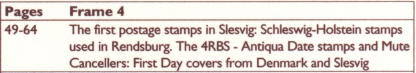 Pages Frame 4
49-64 The first postage stamps in Slesvig: Schleswig-Holstein stamps
used in Rendsburg. The 4RBS - Antiqua Date stamps and Mute
Cancellers: First Day covers from Denmark and Slesvig